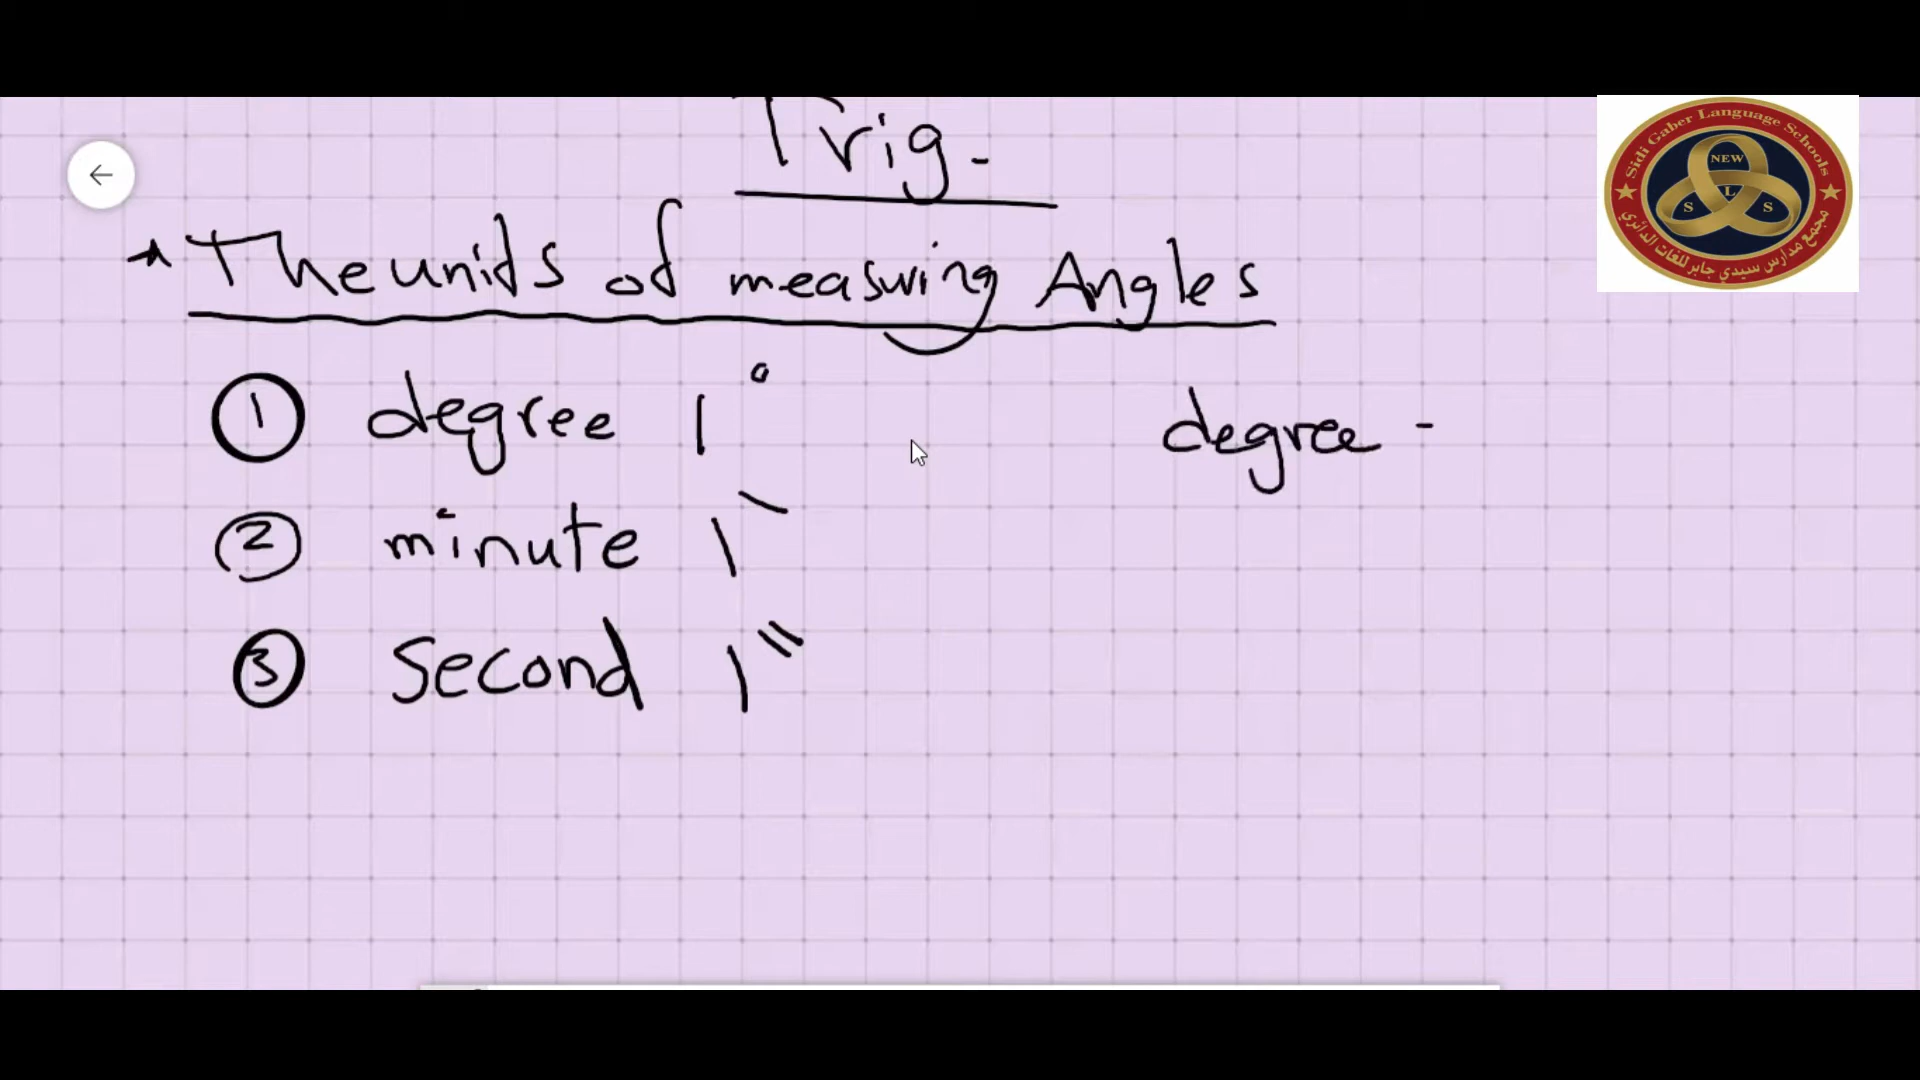 Trig.
* The units of measuring Angles
1 degree 1°
2 minute 1'
3 Second 1"
degree -
Sidi Gaber Language Schools
NEW
L
S S
مجمع مدارس سيدي جابر للغات الدائري